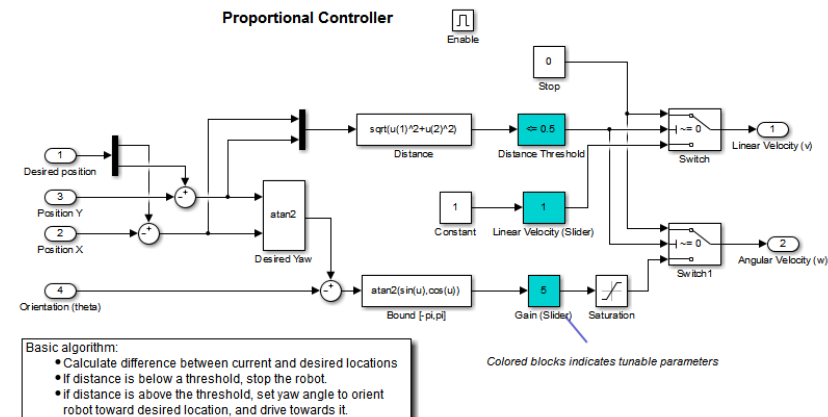 Proportional Controller
Enable
0
Stop
sqrt(u(1)^2+u(2)^2)
Distance
<= 0.5
Distance Threshold
~= 0
Switch
1
Linear Velocity (v)
1
Desired position
3
Position Y
2
Position X
atan2
Desired Yaw
1
Constant
1
Linear Velocity (Slider)
~= 0
Switch1
2
Angular Velocity (w)
4
Orientation (theta)
atan2(sin(u),cos(u))
Bound [-pi,pi]
5
Gain (Slider)
Saturation
Colored blocks indicates tunable parameters
Basic algorithm:
• Calculate difference between current and desired locations
• If distance is below a threshold, stop the robot.
• if distance is above the threshold, set yaw angle to orient
robot toward desired location, and drive towards it.